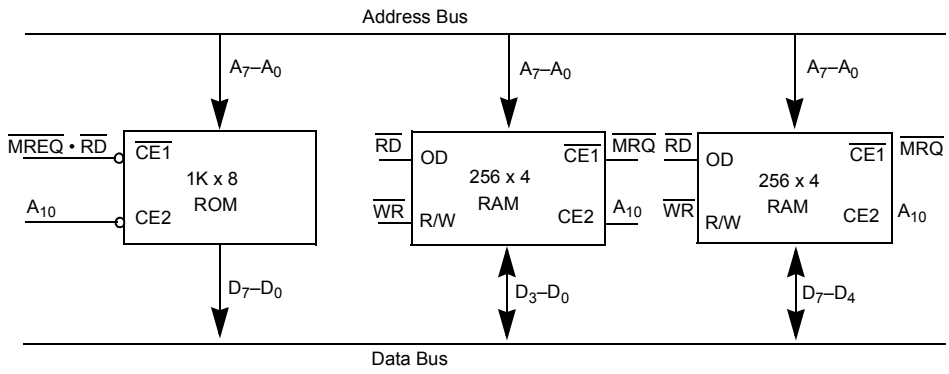 Address Bus
A7–A0
A7–A0
A7–A0
MREQ • RD
CE1
1K x 8
ROM
A10
CE2
RD
OD
CE1
MRQ
256 x 4
RAM
WR
R/W
CE2
A10
RD
OD
CE1
MRQ
256 x 4
RAM
WR
R/W
CE2
A10
D7–D0
D3–D0
D7–D4
Data Bus